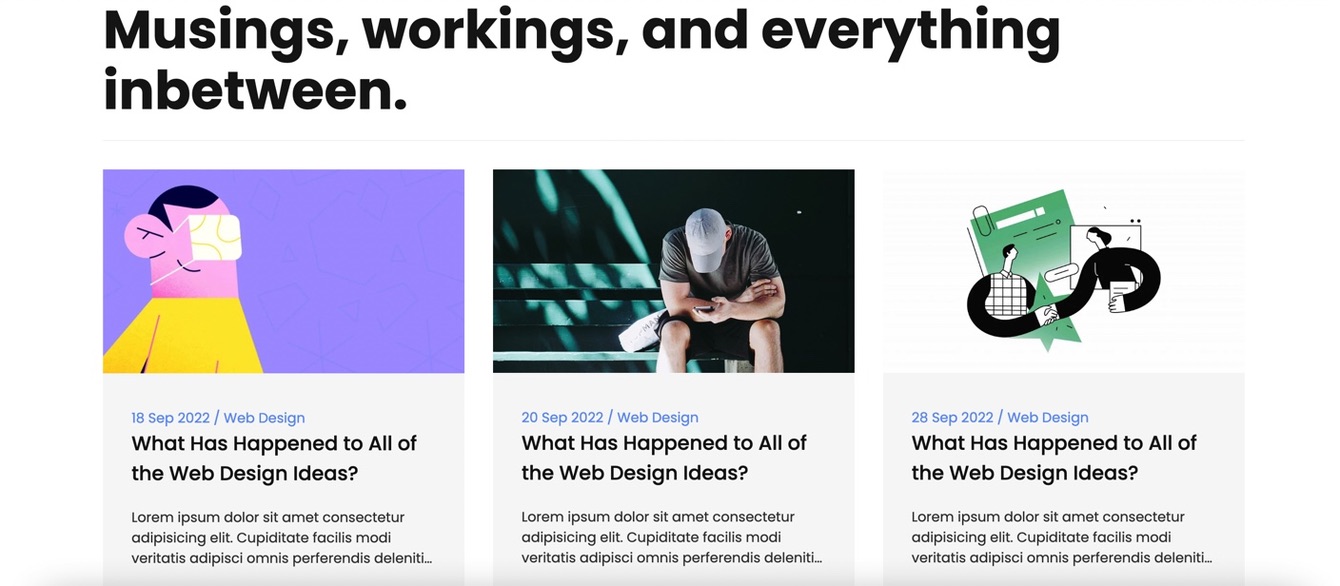 Musings, workings, and everything
inbetween.
18 Sep 2022 / Web Design
What Has Happened to All of
the Web Design Ideas?
Lorem ipsum dolor sit amet consectetur
adipisicing elit. Cupiditate facilis modi
veritatis adipisci omnis perferendis deleniti...
20 Sep 2022 / Web Design
What Has Happened to All of
the Web Design Ideas?
Lorem ipsum dolor sit amet consectetur
adipisicing elit. Cupiditate facilis modi
veritatis adipisci omnis perferendis deleniti...
28 Sep 2022 / Web Design
What Has Happened to All of
the Web Design Ideas?
Lorem ipsum dolor sit amet consectetur
adipisicing elit. Cupiditate facilis modi
veritatis adipisci omnis perferendis deleniti...